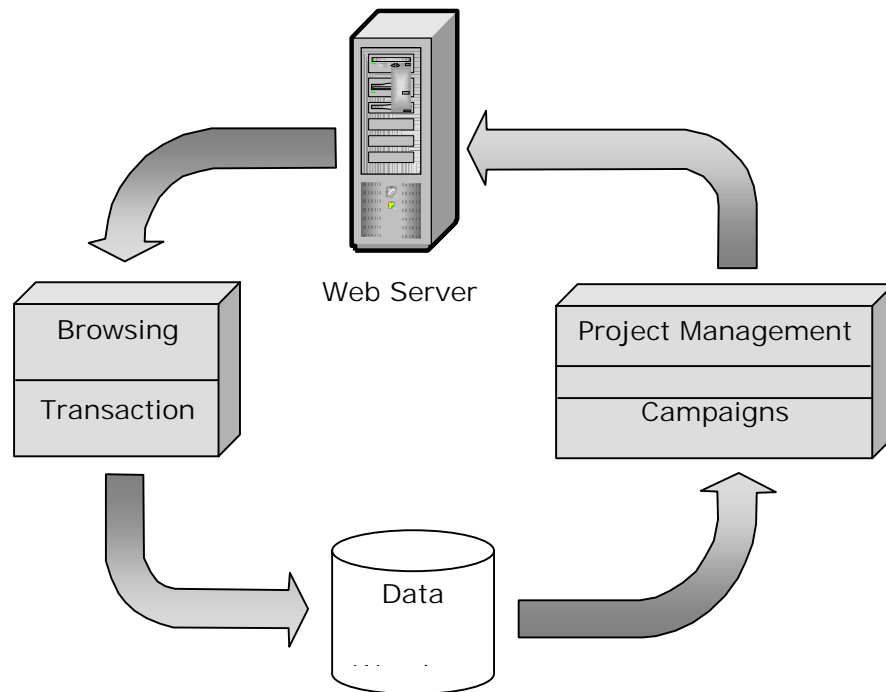 Web Server
Browsing
Transaction
Project Management
Campaigns
Data